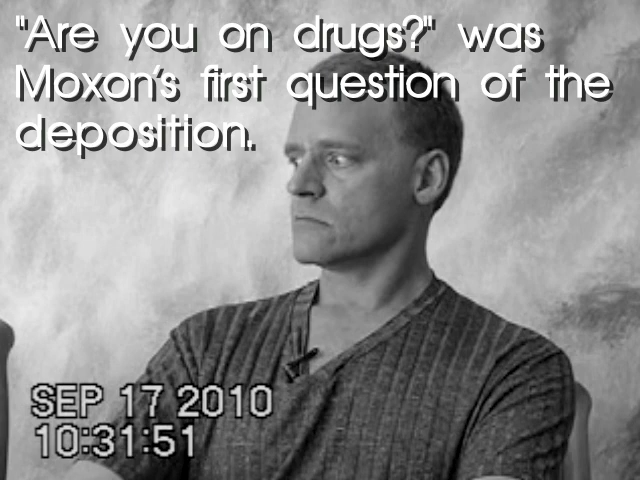 "Are you on drugs?" was
Moxon's first question of the
deposition.
SEP 17 2010
10:31:51